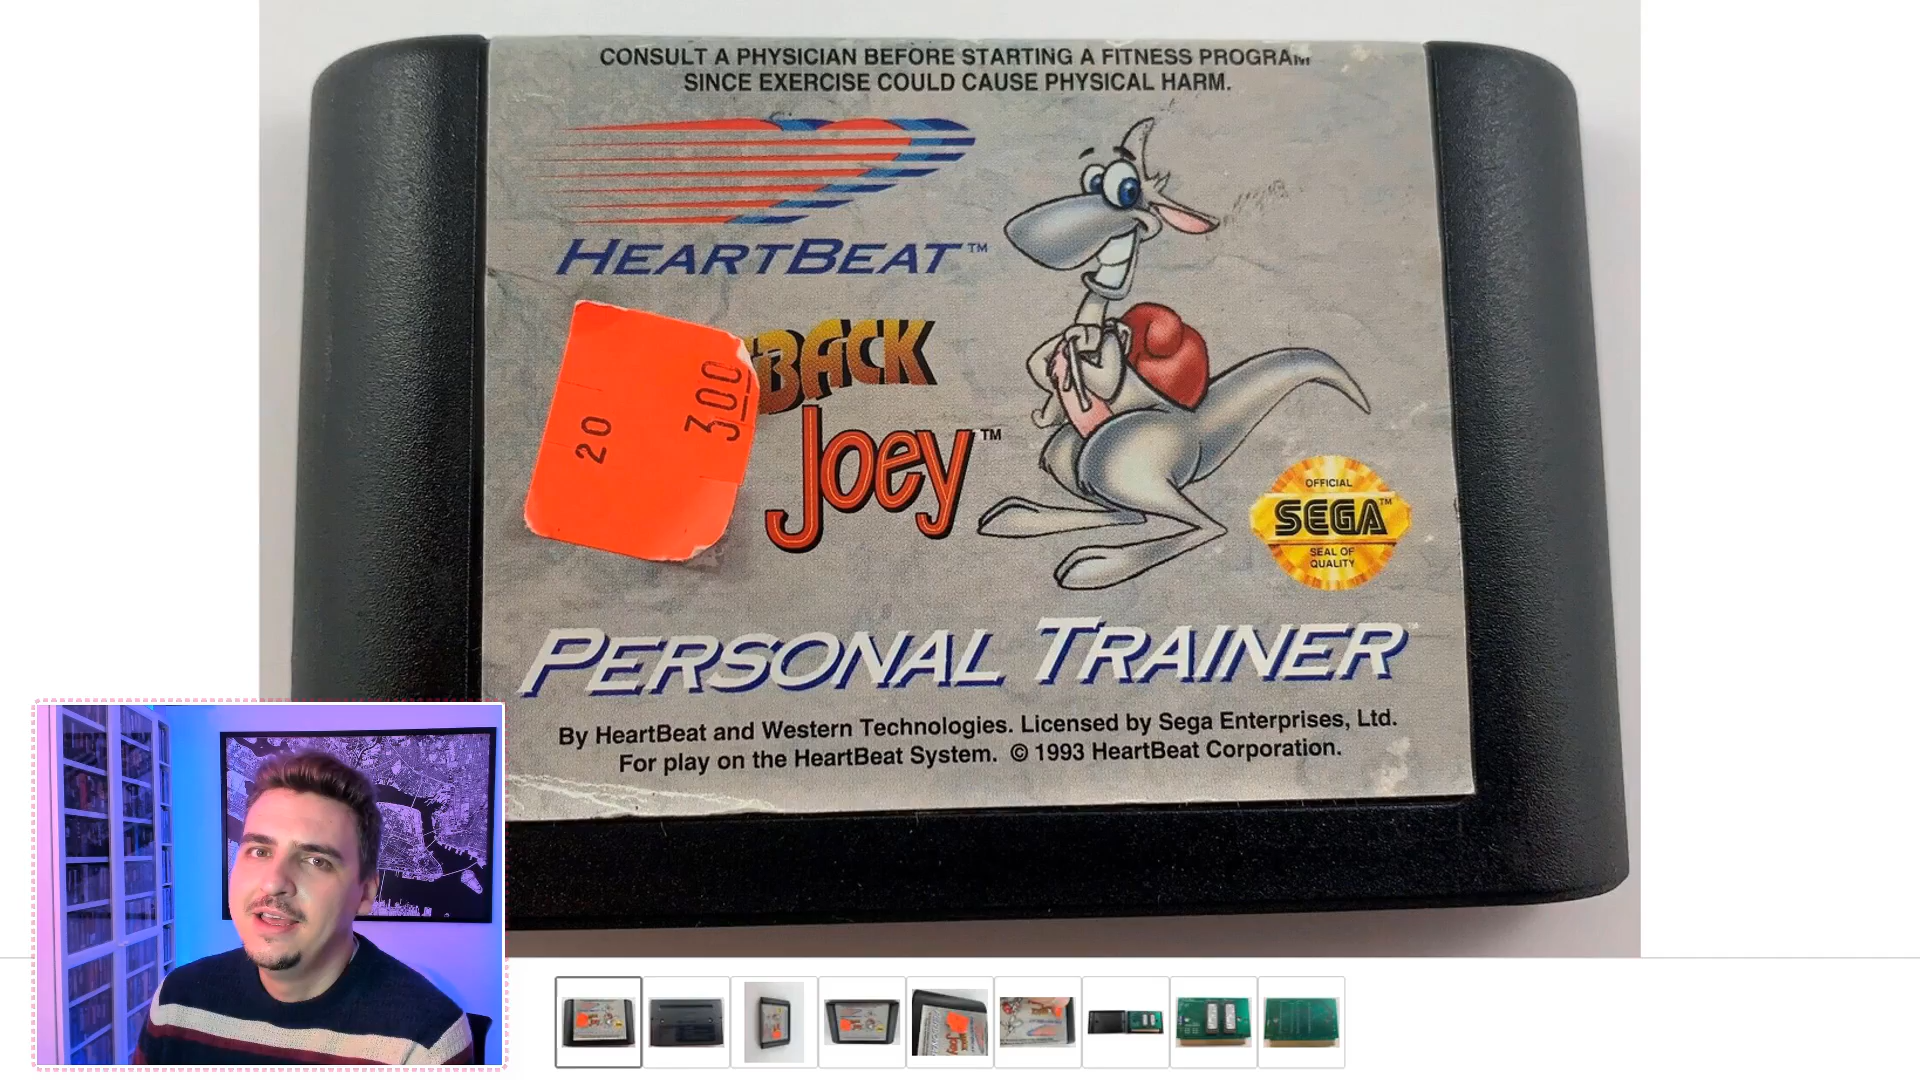 CONSULT A PHYSICIAN BEFORE STARTING A FITNESS PROGRAM
SINCE EXERCISE COULD CAUSE PHYSICAL HARM.
HEARTBEAT™
BACK
JOEY™
20
3.00
OFFICIAL
SEGA™
SEAL OF
QUALITY
PERSONAL TRAINER
By HeartBeat and Western Technologies. Licensed by Sega Enterprises, Ltd.
For play on the HeartBeat System. © 1993 HeartBeat Corporation.